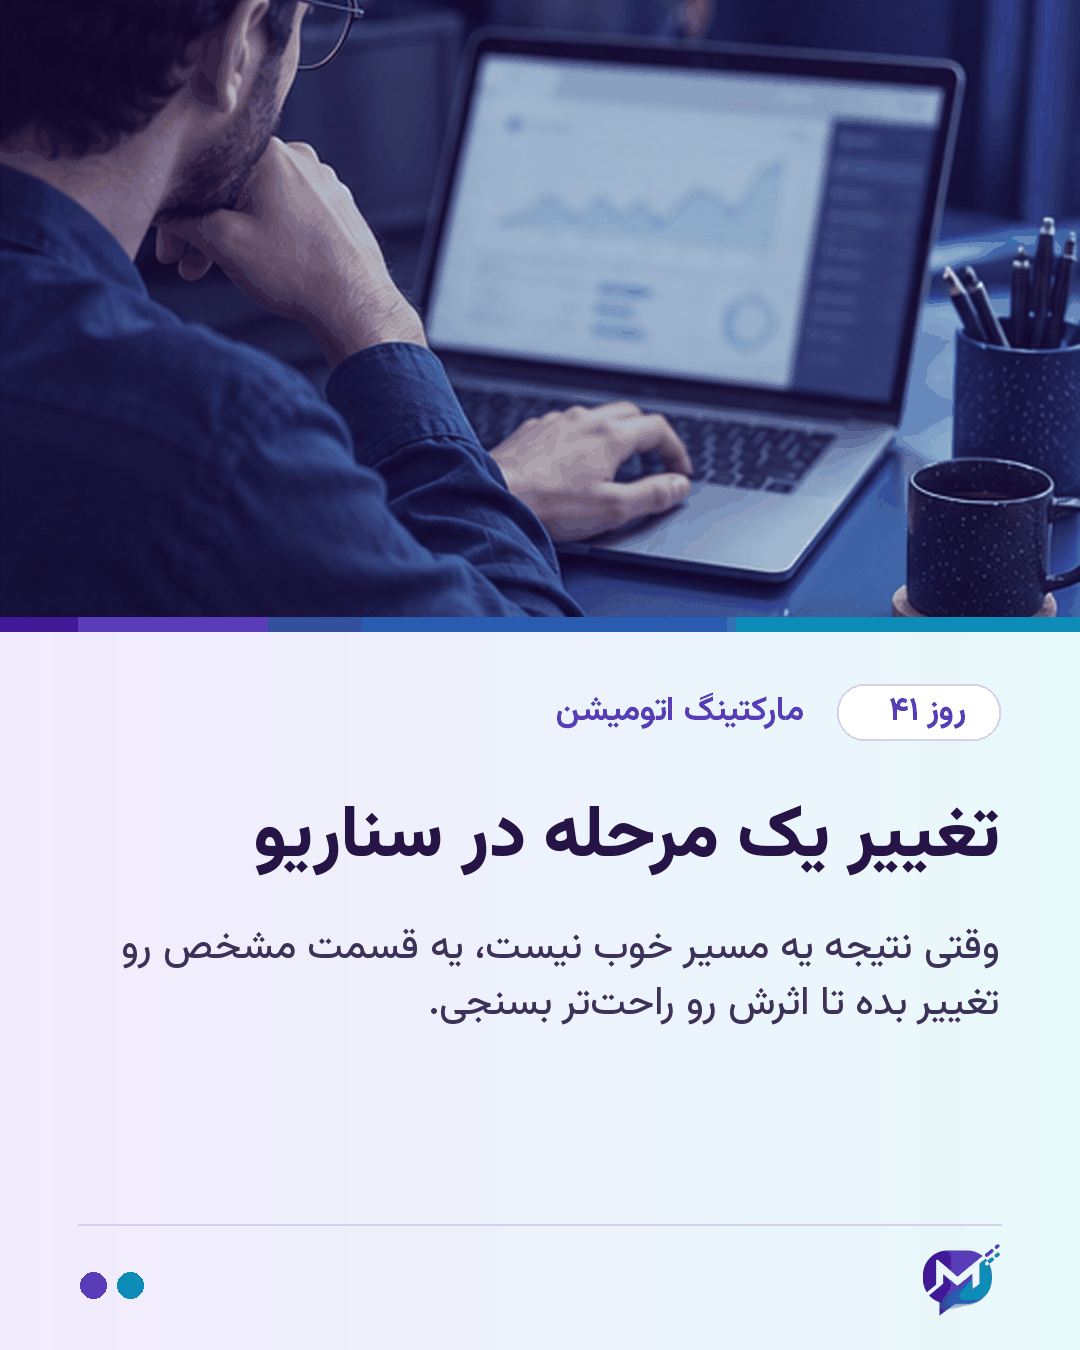 روز ۴۱
مارکتینگ اتومیشن
تغییر یک مرحله در سناریو
وقتی نتیجه یه مسیر خوب نیست، یه قسمت مشخص رو
تغییر بده تا اثرش رو راحت‌تر بسنجی.